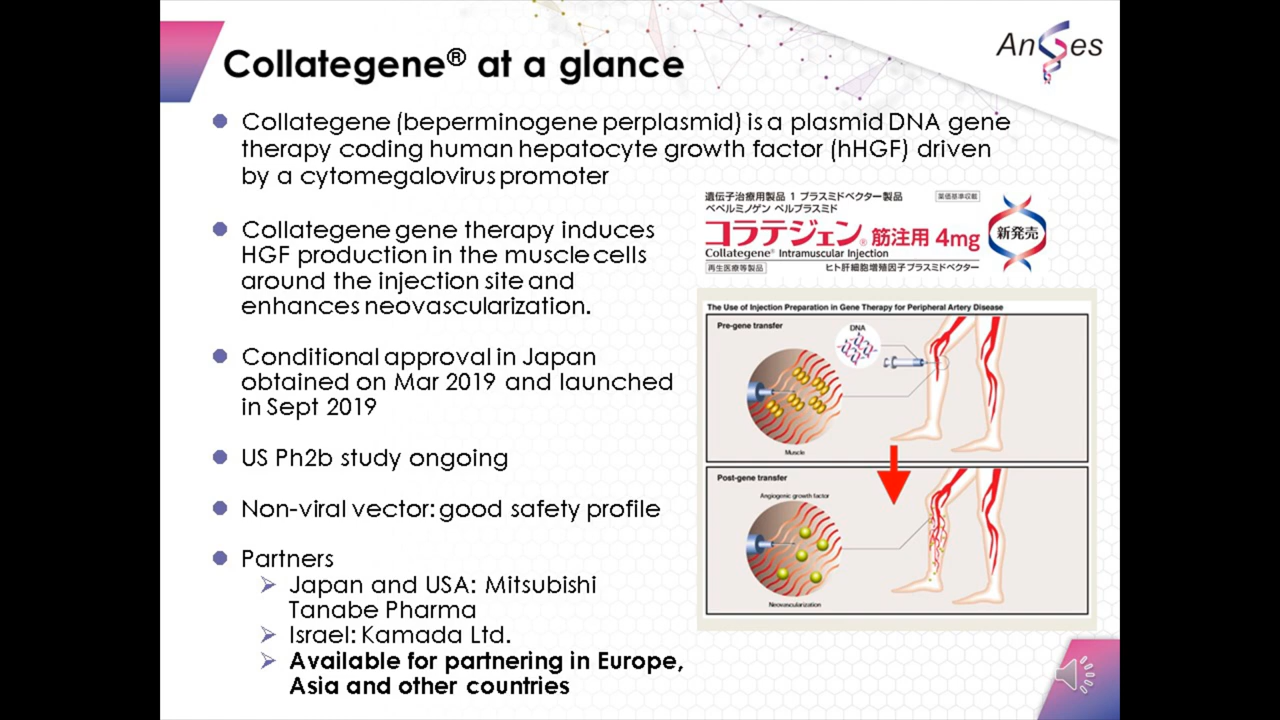 Collategene® at a glance
AnGes
Collategene (beperminogene perplasmid) is a plasmid DNA gene
therapy coding human hepatocyte growth factor (hHGF) driven
by a cytomegalovirus promoter
Collategene gene therapy induces
HGF production in the muscle cells
around the injection site and
enhances neovascularization.
Conditional approval in Japan
obtained on Mar 2019 and launched
in Sept 2019
US Ph2b study ongoing
Non-viral vector: good safety profile
Partners
Japan and USA: Mitsubishi
Tanabe Pharma
Israel: Kamada Ltd.
Available for partnering in Europe,
Asia and other countries
遺伝子治療用製品 1 プラスミドベクター製品
薬価基準収載
ベペルミノゲン ペルプラスミド
コラテジェン® 筋注用 4mg
新発売
Collategene® Intramuscular Injection
再生医療等製品
ヒト肝細胞増殖因子プラスミドベクター
The Use of Injection Preparation in Gene Therapy for Peripheral Artery Disease
Pre-gene transfer
DNA
Muscle
Post-gene transfer
Angiogenic growth factor
Neovascularization